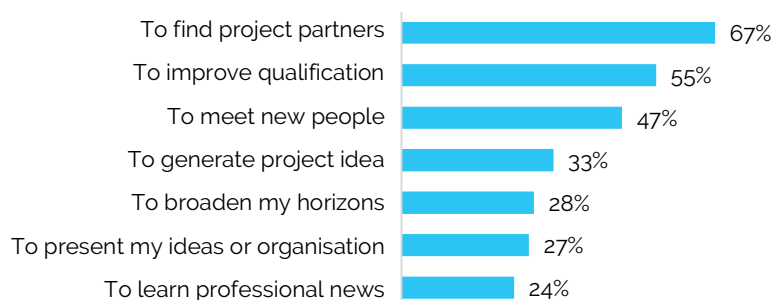 To find project partners 67%
To improve qualification 55%
To meet new people 47%
To generate project idea 33%
To broaden my horizons 28%
To present my ideas or organisation 27%
To learn professional news 24%